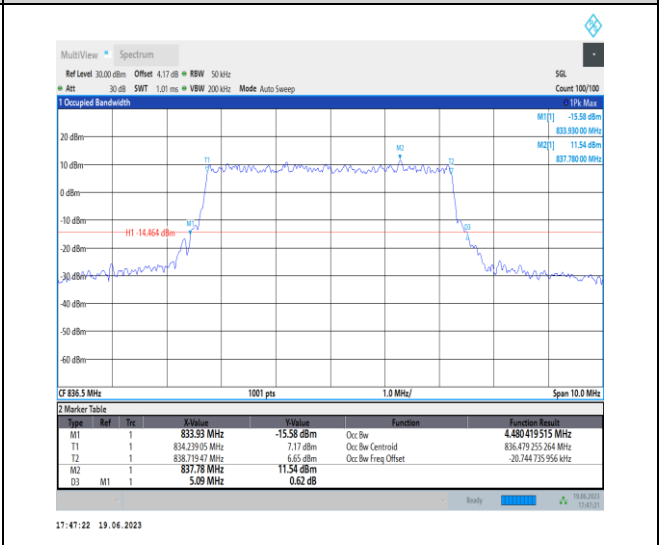 MultiView Spectrum
Ref Level 30.00 dBm Offset 4.17 dB RBW 50 kHz SGL
Att 30 dB SWT 1.01 ms VBW 200 kHz Mode Auto Sweep Count 100/100
1 Occupied Bandwidth 1Pk Max
M1[1] -15.58 dBm
833.930 00 MHz
M2[1] 11.54 dBm
837.780 00 MHz
20 dBm
M2
T1 T2
10 dBm
0 dBm
-10 dBm
M1 D3
H1 -14.464 dBm
-20 dBm
-30 dBm
-40 dBm
-50 dBm
-60 dBm
CF 836.5 MHz 1001 pts 1.0 MHz/ Span 10.0 MHz
2 Marker Table
Type Ref Trc X-Value Y-Value Function Function Result
M1 1 833.93 MHz -15.58 dBm Occ Bw 4.480 419 515 MHz
T1 1 834.239 05 MHz 7.17 dBm Occ Bw Centroid 836.479 255 264 MHz
T2 1 838.719 47 MHz 6.65 dBm Occ Bw Freq Offset -20.744 735 956 kHz
M2 1 837.78 MHz 11.54 dBm
D3 M1 1 5.09 MHz 0.62 dB
Ready 19.06.2023
17:47:21
17:47:22 19.06.2023